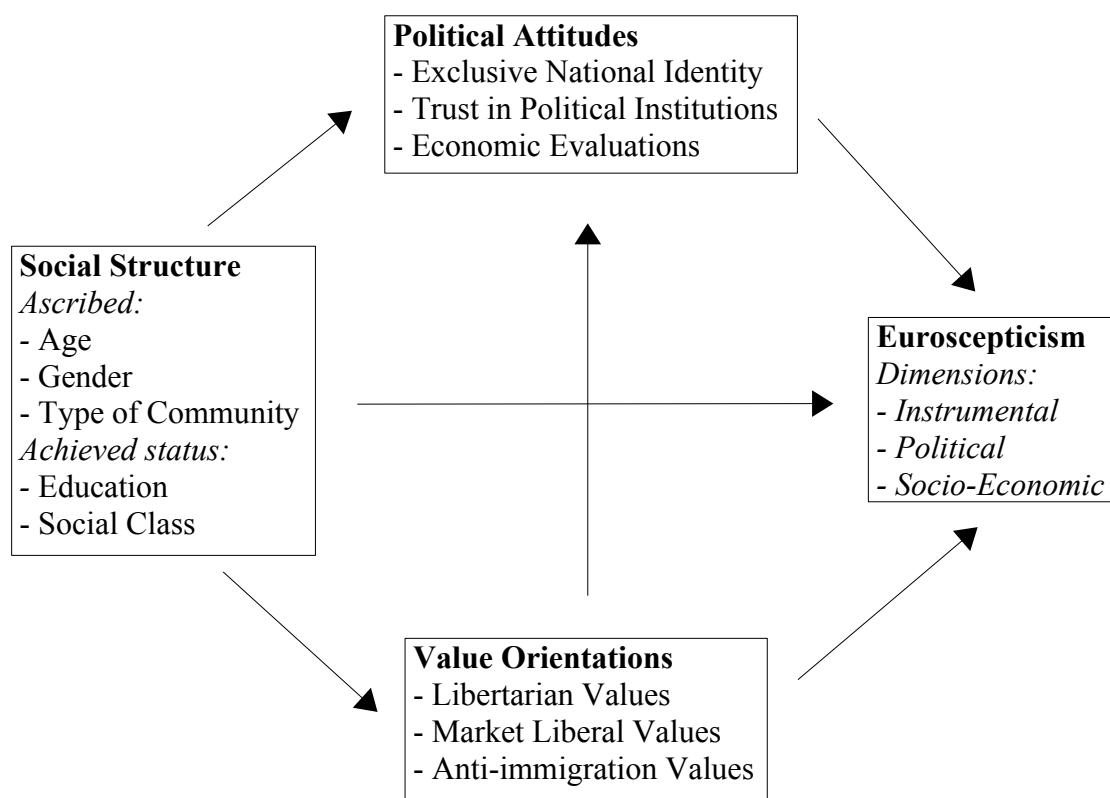 Political Attitudes
- Exclusive National Identity
- Trust in Political Institutions
- Economic Evaluations
Social Structure
Ascribed:
- Age
- Gender
- Type of Community
Achieved status:
- Education
- Social Class
Euroscepticism
Dimensions:
- Instrumental
- Political
- Socio-Economic
Value Orientations
- Libertarian Values
- Market Liberal Values
- Anti-immigration Values